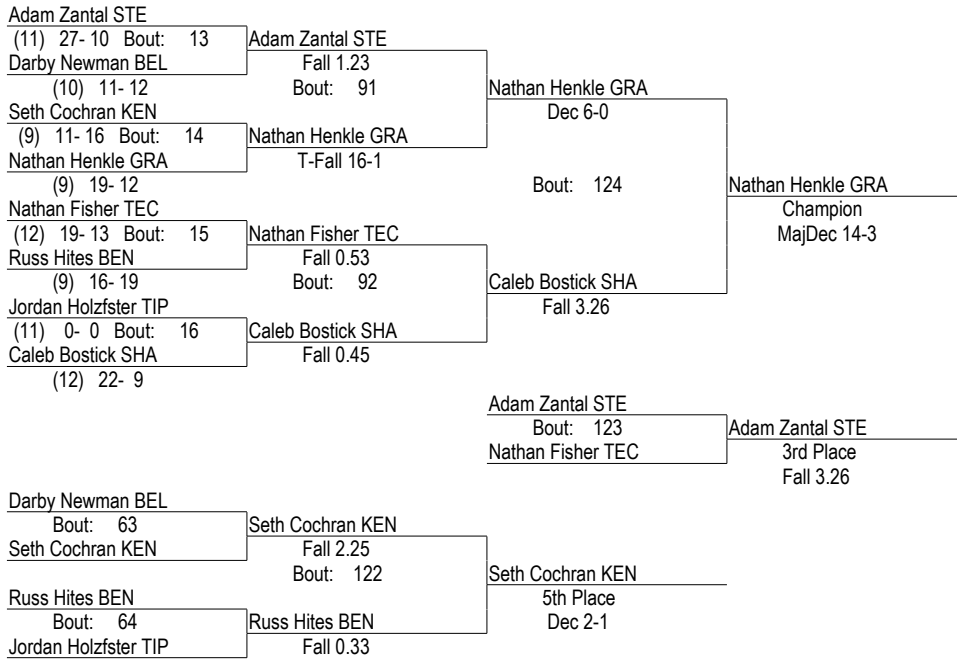 Adam Zantal STE
(11) 27- 10 Bout: 13
Darby Newman BEL
(10) 11- 12
Seth Cochran KEN
(9) 11- 16 Bout: 14
Nathan Henkle GRA
(9) 19- 12
Nathan Fisher TEC
(12) 19- 13 Bout: 15
Russ Hites BEN
(9) 16- 19
Jordan Holzfster TIP
(11) 0- 0 Bout: 16
Caleb Bostick SHA
(12) 22- 9
Adam Zantal STE
Fall 1.23
Bout: 91
Nathan Henkle GRA
T-Fall 16-1
Nathan Fisher TEC
Fall 0.53
Bout: 92
Caleb Bostick SHA
Fall 0.45
Nathan Henkle GRA
Dec 6-0
Bout: 124
Caleb Bostick SHA
Fall 3.26
Nathan Henkle GRA
Champion
MajDec 14-3
Adam Zantal STE
Bout: 123
Nathan Fisher TEC
Adam Zantal STE
3rd Place
Fall 3.26
Darby Newman BEL
Bout: 63
Seth Cochran KEN
Russ Hites BEN
Bout: 64
Jordan Holzfster TIP
Seth Cochran KEN
Fall 2.25
Bout: 122
Russ Hites BEN
Fall 0.33
Seth Cochran KEN
5th Place
Dec 2-1